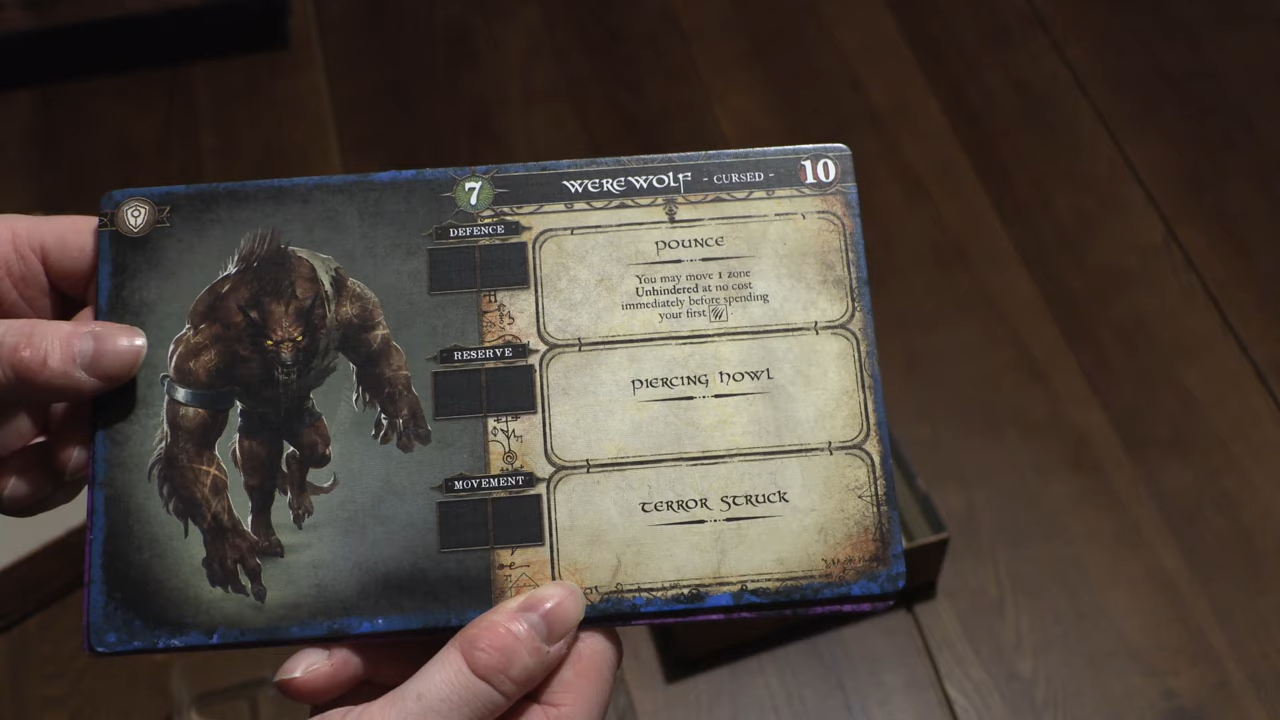 7
WEREWOLF - CURSED -
10
DEFENCE
POUNCE
You may move 1 zone
Unhindered at no cost
immediately before spending
your first
RESERVE
PIERCING HOWL
MOVEMENT
TERROR STRUCK